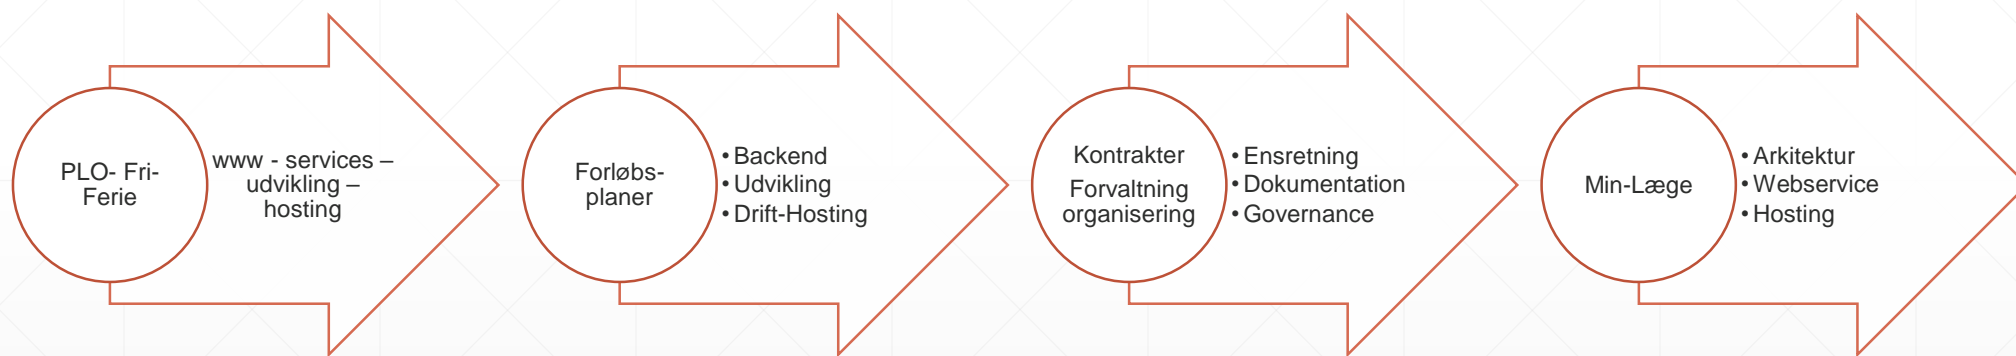 PLO- Fri-
Ferie
www - services –
udvikling –
hosting
Forløbs-
planer
• Backend
• Udvikling
• Drift-Hosting
Kontrakter
Forvaltning
organisering
• Ensretning
• Dokumentation
• Governance
Min-Læge
• Arkitektur
• Webservice
• Hosting